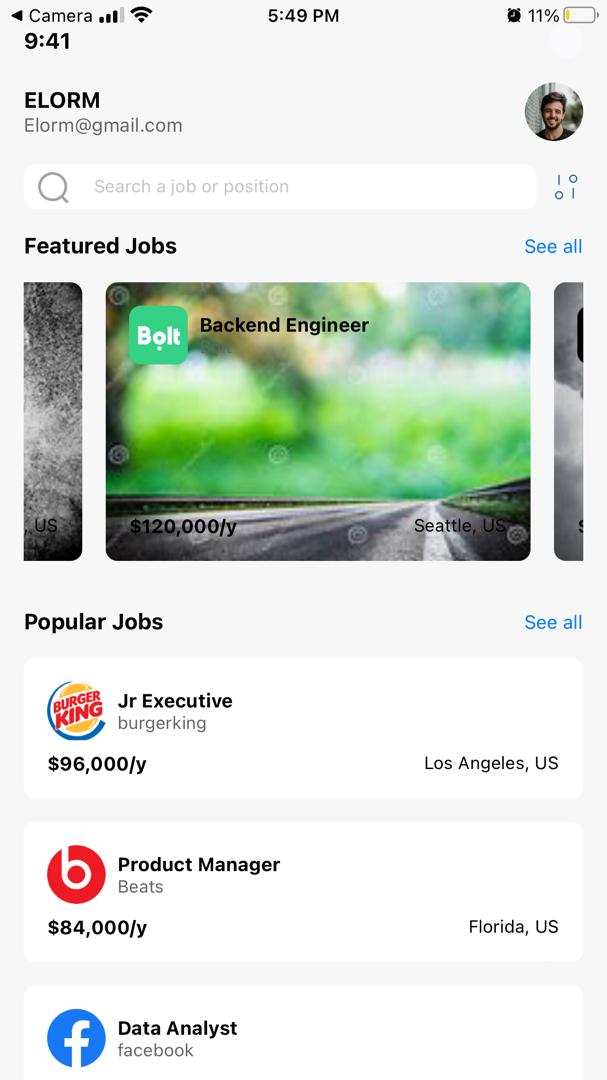 Camera 5:49 PM 11%
9:41
ELORM
Elorm@gmail.com
Search a job or position
Featured Jobs See all
Bolt
Backend Engineer
, US
$120,000/y Seattle, US
Popular Jobs See all
BURGER
KING
Jr Executive
burgerking
$96,000/y Los Angeles, US
b
Product Manager
Beats
$84,000/y Florida, US
f
Data Analyst
facebook